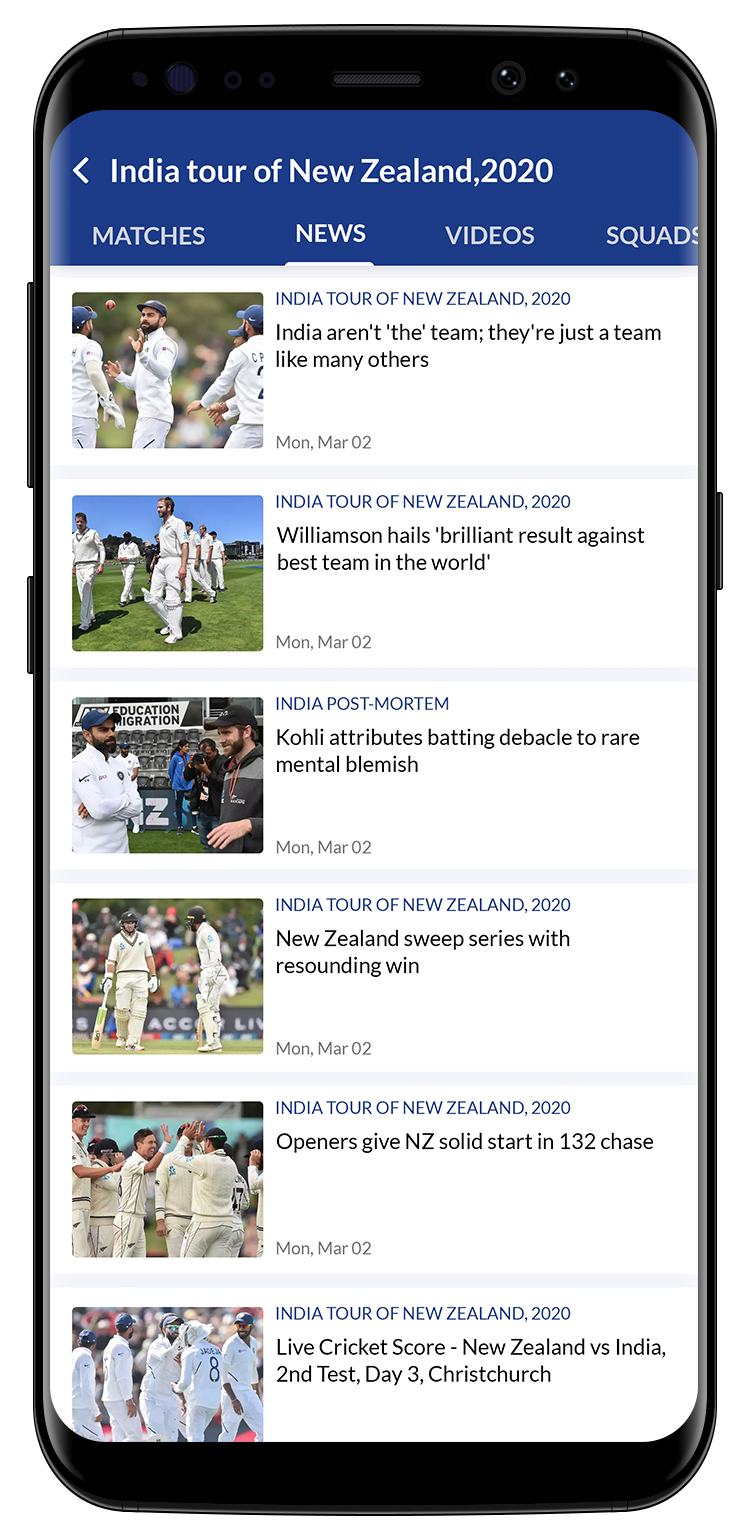 India tour of New Zealand,2020
MATCHES
NEWS
VIDEOS
SQUADS
INDIA TOUR OF NEW ZEALAND, 2020
India aren't 'the' team; they're just a team
like many others
Mon, Mar 02
INDIA TOUR OF NEW ZEALAND, 2020
Williamson hails 'brilliant result against
best team in the world'
Mon, Mar 02
EDUCATION
MIGRATION
NZ
INDIA POST-MORTEM
Kohli attributes batting debacle to rare
mental blemish
Mon, Mar 02
ACCO
LIV
INDIA TOUR OF NEW ZEALAND, 2020
New Zealand sweep series with
resounding win
Mon, Mar 02
47
INDIA TOUR OF NEW ZEALAND, 2020
Openers give NZ solid start in 132 chase
Mon, Mar 02
JADEJA
8
INDIA TOUR OF NEW ZEALAND, 2020
Live Cricket Score - New Zealand vs India,
2nd Test, Day 3, Christchurch